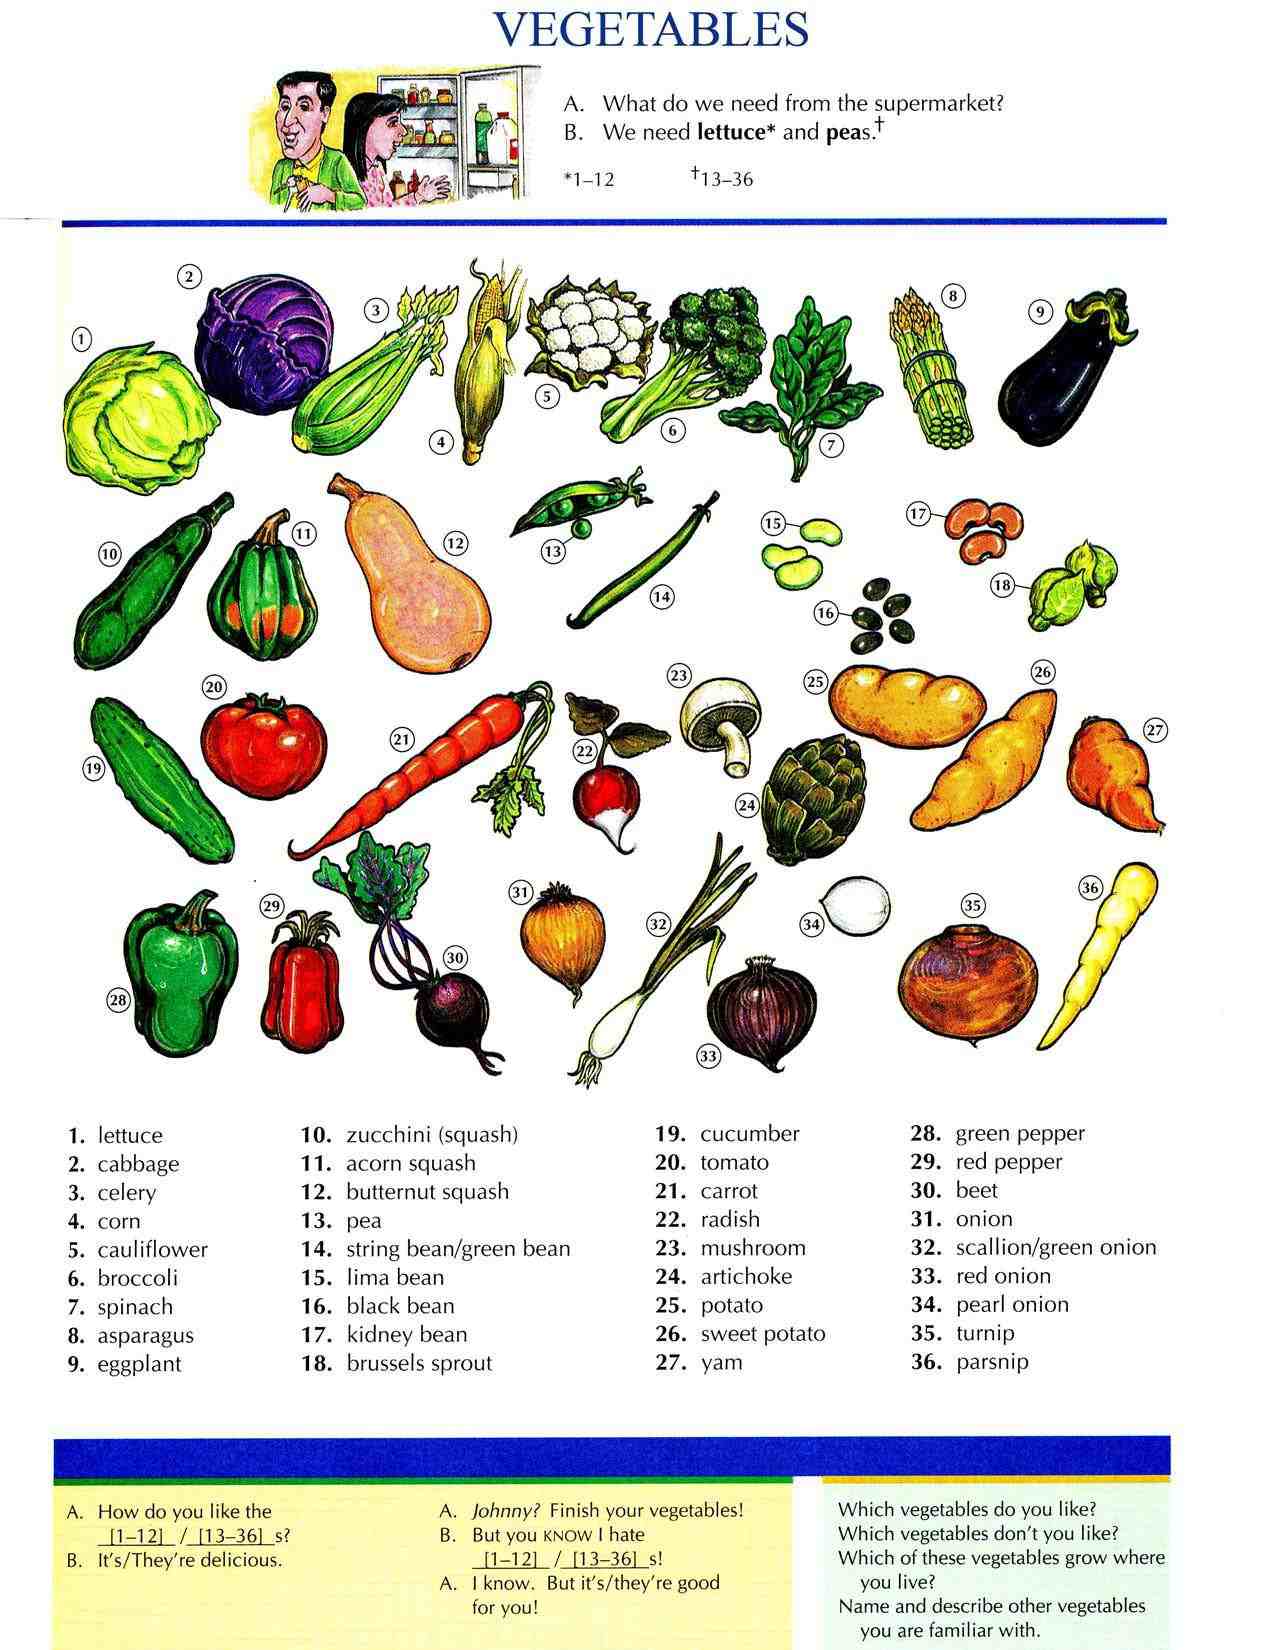 VEGETABLES
A. What do we need from the supermarket?
B. We need lettuce* and peas.†
*1–12 †13–36
1
2
3
4
5
6
7
8
9
10
11
12
13
14
15
16
17
18
19
20
21
22
23
24
25
26
27
28
29
30
31
32
33
34
35
36
1. lettuce
2. cabbage
3. celery
4. corn
5. cauliflower
6. broccoli
7. spinach
8. asparagus
9. eggplant
10. zucchini (squash)
11. acorn squash
12. butternut squash
13. pea
14. string bean/green bean
15. lima bean
16. black bean
17. kidney bean
18. brussels sprout
19. cucumber
20. tomato
21. carrot
22. radish
23. mushroom
24. artichoke
25. potato
26. sweet potato
27. yam
28. green pepper
29. red pepper
30. beet
31. onion
32. scallion/green onion
33. red onion
34. pearl onion
35. turnip
36. parsnip
A. How do you like the
[1–12] / [13–36] s?
B. It's/They're delicious.
A. Johnny? Finish your vegetables!
B. But you KNOW I hate
[1–12] / [13–36] s!
A. I know. But it's/they're good
for you!
Which vegetables do you like?
Which vegetables don't you like?
Which of these vegetables grow where
you live?
Name and describe other vegetables
you are familiar with.